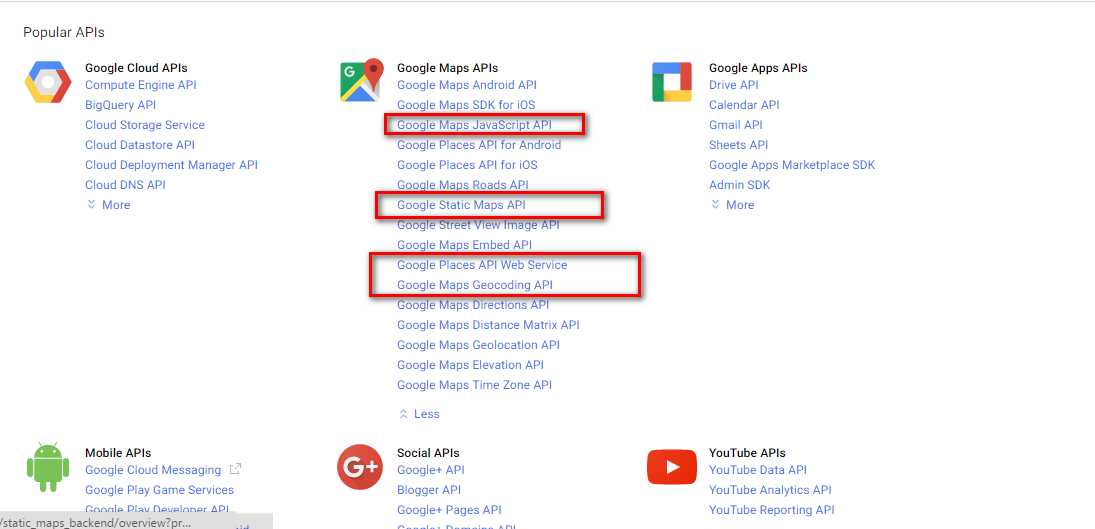 Popular APIs
Google Cloud APIs
Compute Engine API
BigQuery API
Cloud Storage Service
Cloud Datastore API
Cloud Deployment Manager API
Cloud DNS API
More
Google Maps APIs
Google Maps Android API
Google Maps SDK for iOS
Google Maps JavaScript API
Google Places API for Android
Google Places API for iOS
Google Maps Roads API
Google Static Maps API
Google Street View Image API
Google Maps Embed API
Google Places API Web Service
Google Maps Geocoding API
Google Maps Directions API
Google Maps Distance Matrix API
Google Maps Geolocation API
Google Maps Elevation API
Google Maps Time Zone API
Less
Google Apps APIs
Drive API
Calendar API
Gmail API
Sheets API
Google Apps Marketplace SDK
Admin SDK
More
Mobile APIs
Google Cloud Messaging
Google Play Game Services
Google Play Developer API
Social APIs
Google+ API
Blogger API
Google+ Pages API
Google+ Domains API
YouTube APIs
YouTube Data API
YouTube Analytics API
YouTube Reporting API
/static_maps_backend/overview?pr...